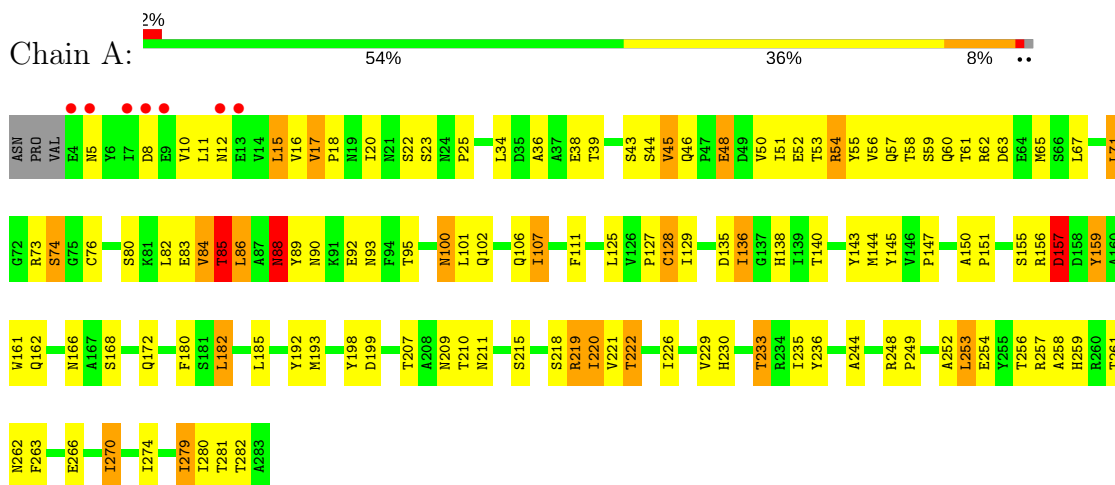 2%
Chain A:
54% 36% 8% ••
ASN PRO VAL E4 N5 Y6 I7 D8 E9 V10 L11 N12 E13 V14 L15 V16 V17 P18 N19 I20 N21 S22 S23 N24 P25 L34 D35 A36 A37 E38 T39 S43 S44 V45 Q46 P47 E48 D49 V50 I51 E52 T53 R54 Y55 V56 Q57 T58 S59 Q60 T61 R62 D63 E64 M65 S66 L67 L71
G72 R73 S74 G75 C76 S80 K81 L82 E83 V84 T85 L86 A87 N88 Y89 N90 K91 E92 N93 F94 T95 N100 L101 Q102 Q106 I107 F111 L125 V126 P127 C128 I129 D135 I136 G137 H138 I139 T140 Y143 M144 Y145 V146 P147 A150 P151 S155 R156 D157 D158 Y159 A160
W161 Q162 N166 A167 S168 Q172 F180 S181 L182 L185 Y192 M193 Y198 D199 T207 A208 N209 T210 N211 S215 S218 R219 I220 V221 T222 I226 V229 H230 T233 R234 I235 Y236 A244 R248 P249 A252 L253 E254 Y255 T256 R257 A258 H259 R260 T261
N262 F263 E266 I270 I274 I279 I280 T281 T282 A283